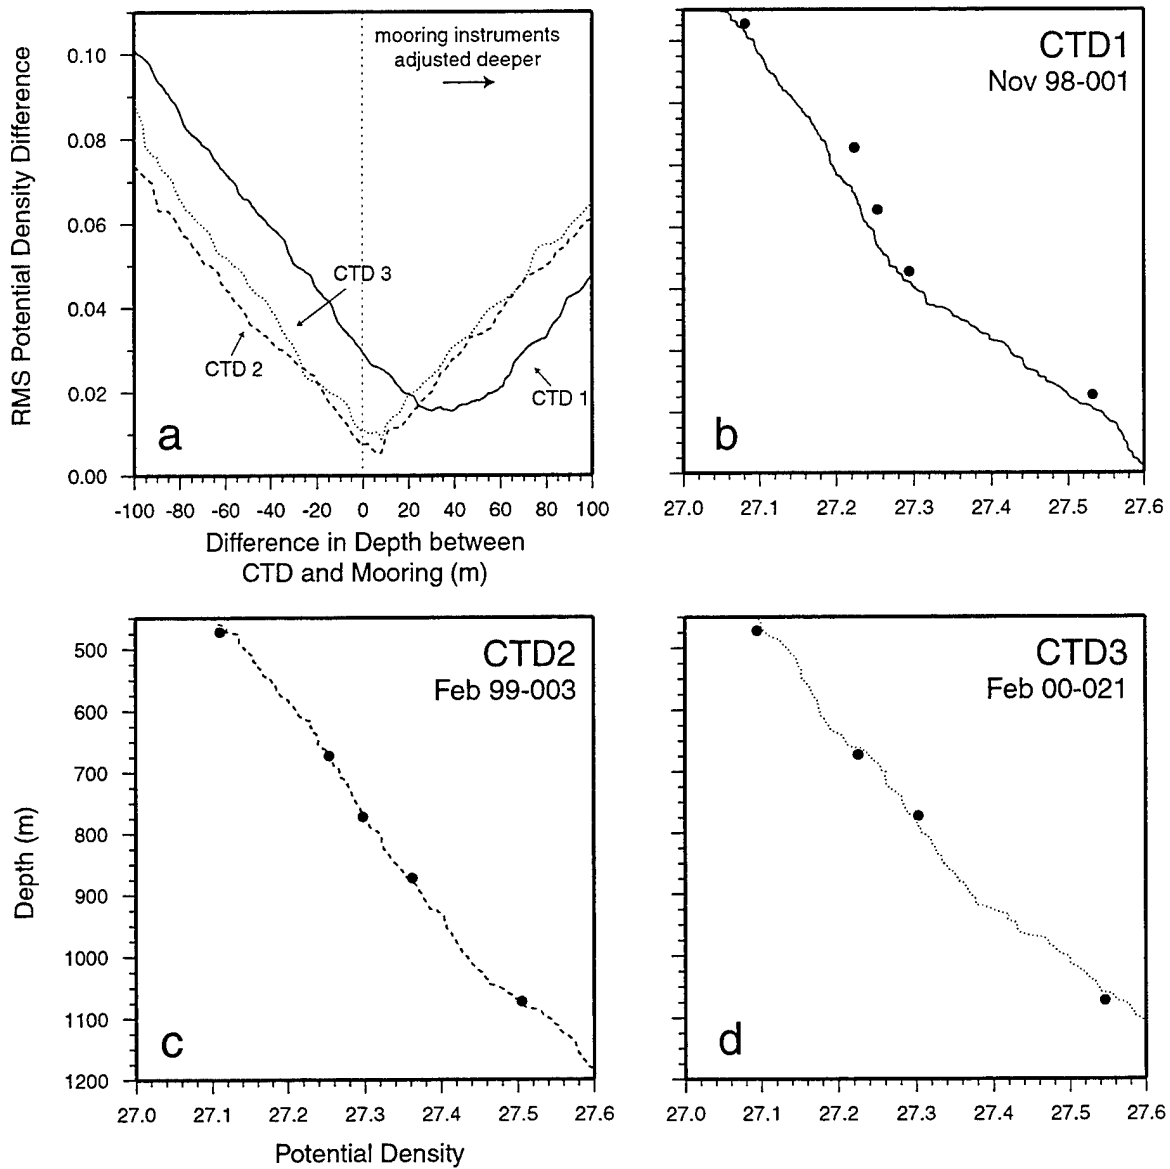 RMS Potential Density Difference
0.10
0.08
0.06
0.04
0.02
0.00
mooring instruments
adjusted deeper
CTD 3
CTD 2
CTD 1
a
-100 -80 -60 -40 -20 0 20 40 60 80 100
Difference in Depth between
CTD and Mooring (m)
CTD1
Nov 98-001
b
27.0 27.1 27.2 27.3 27.4 27.5 27.6
Depth (m)
500
600
700
800
900
1000
1100
1200
CTD2
Feb 99-003
c
27.0 27.1 27.2 27.3 27.4 27.5 27.6
Potential Density
CTD3
Feb 00-021
d
27.0 27.1 27.2 27.3 27.4 27.5 27.6